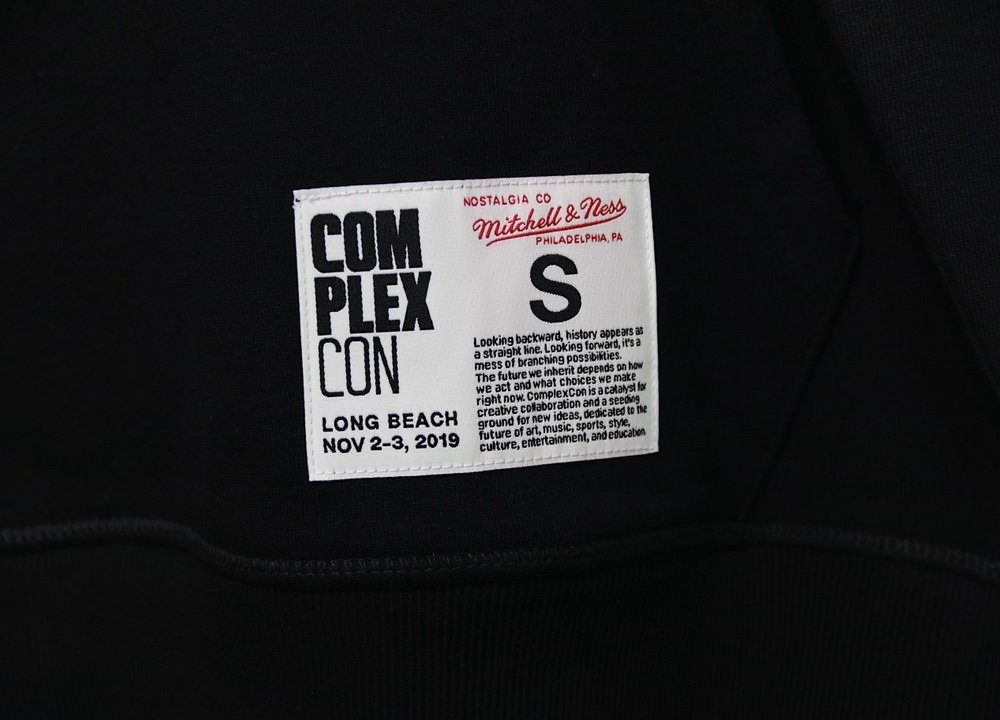 COM
PLEX
CON
LONG BEACH
NOV 2-3, 2019
NOSTALGIA CO
Mitchell & Ness
PHILADELPHIA, PA
S
Looking backward, history appears as
a straight line. Looking forward, it's a
mess of branching possibilities.
The future we inherit depends on how
we act and what choices we make
right now. ComplexCon is a catalyst for
creative collaboration and a seeding
ground for new ideas, dedicated to the
future of art, music, sports, style,
culture, entertainment, and education.